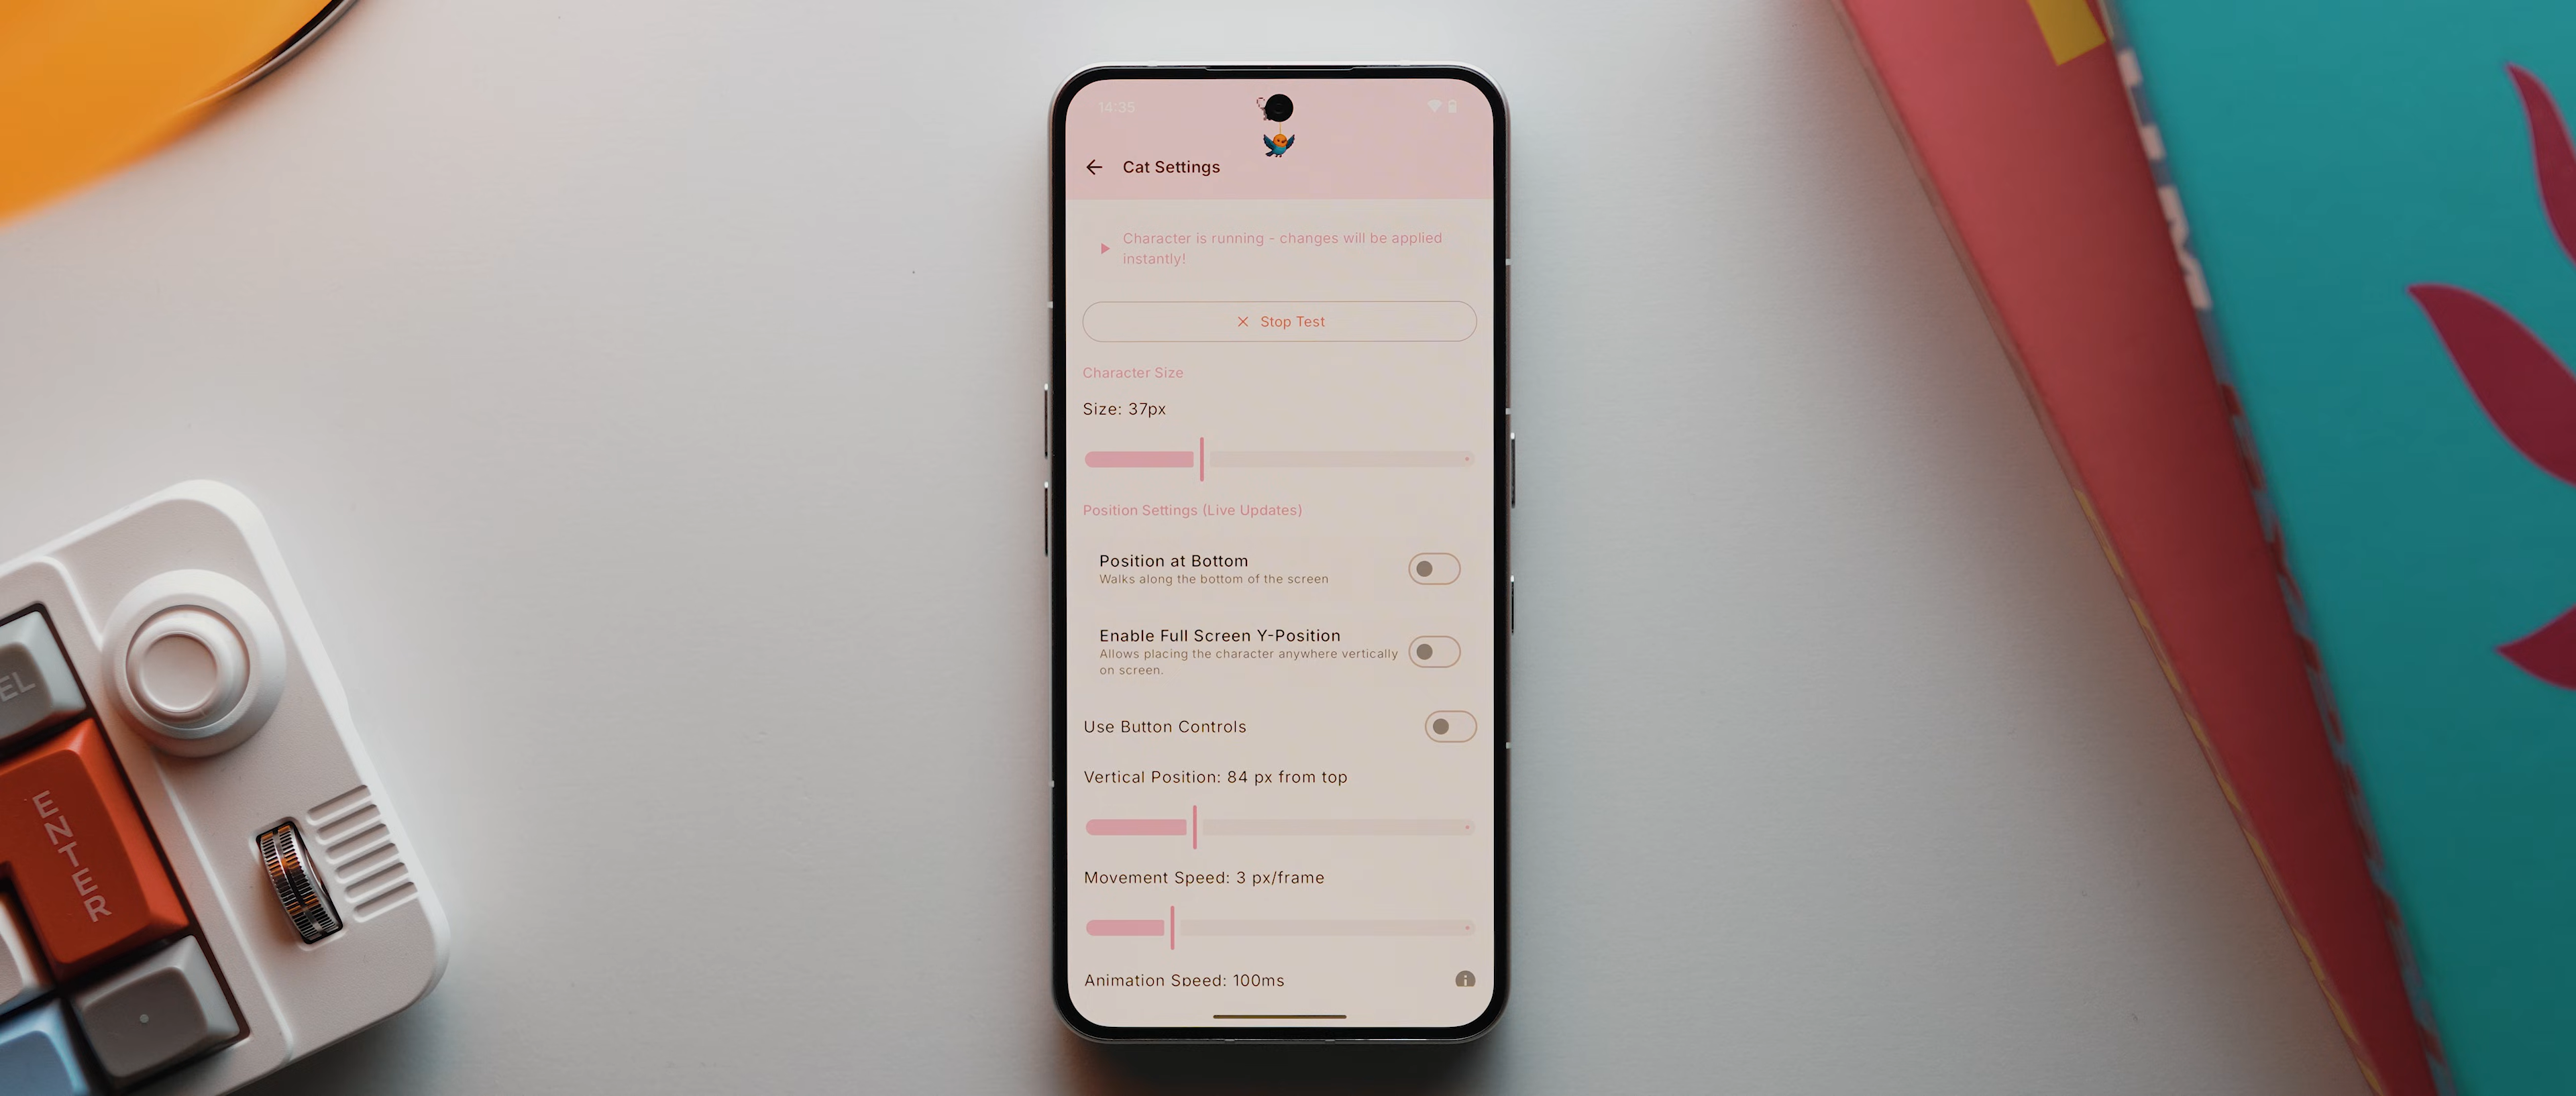 14:35
Cat Settings
Character is running - changes will be applied
instantly!
Stop Test
Character Size
Size: 37px
Position Settings (Live Updates)
Position at Bottom
Walks along the bottom of the screen
Enable Full Screen Y-Position
Allows placing the character anywhere vertically
on screen.
Use Button Controls
Vertical Position: 84 px from top
Movement Speed: 3 px/frame
Animation Speed: 100ms
EL
ENTER